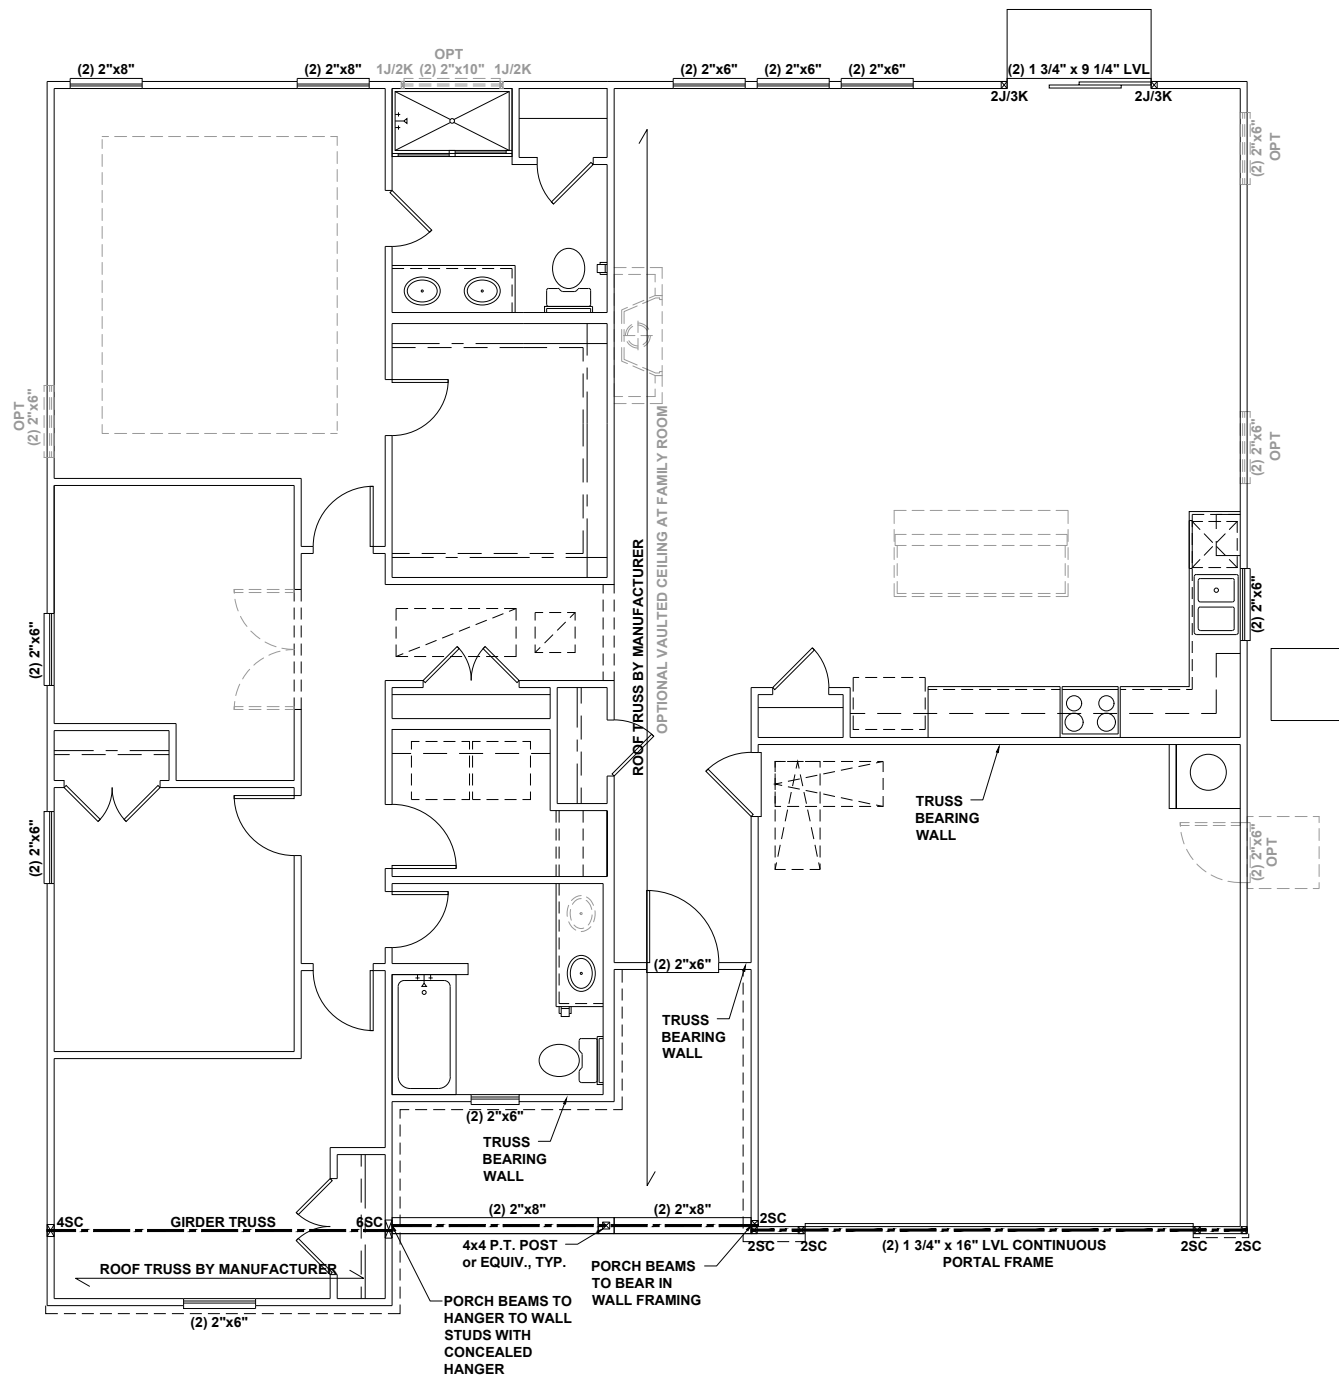 OPT
(2) 2"x8"
(2) 2"x8"
1J/2K
(2) 2"x10"
1J/2K
(2) 2"x6"
(2) 2"x6"
(2) 2"x6"
(2) 1 3/4" x 9 1/4" LVL
2J/3K
2J/3K
(2) 2"x6"
OPT
OPT
(2) 2"x6"
(2) 2"x6"
OPT
OPTIONAL VAULTED CEILING AT FAMILY ROOM
ROOF TRUSS BY MANUFACTURER
(2) 2"x6"
(2) 2"x6"
TRUSS
BEARING
WALL
(2) 2"x6"
(2) 2"x6"
OPT
(2) 2"x6"
TRUSS
BEARING
WALL
(2) 2"x6"
TRUSS
BEARING
WALL
4SC
GIRDER TRUSS
6SC
(2) 2"x8"
(2) 2"x8"
2SC
4x4 P.T. POST
or EQUIV., TYP.
2SC
2SC
(2) 1 3/4" x 16" LVL CONTINUOUS
PORTAL FRAME
2SC
2SC
ROOF TRUSS BY MANUFACTURER
PORCH BEAMS
TO BEAR IN
WALL FRAMING
(2) 2"x6"
PORCH BEAMS TO
HANGER TO WALL
STUDS WITH
CONCEALED
HANGER